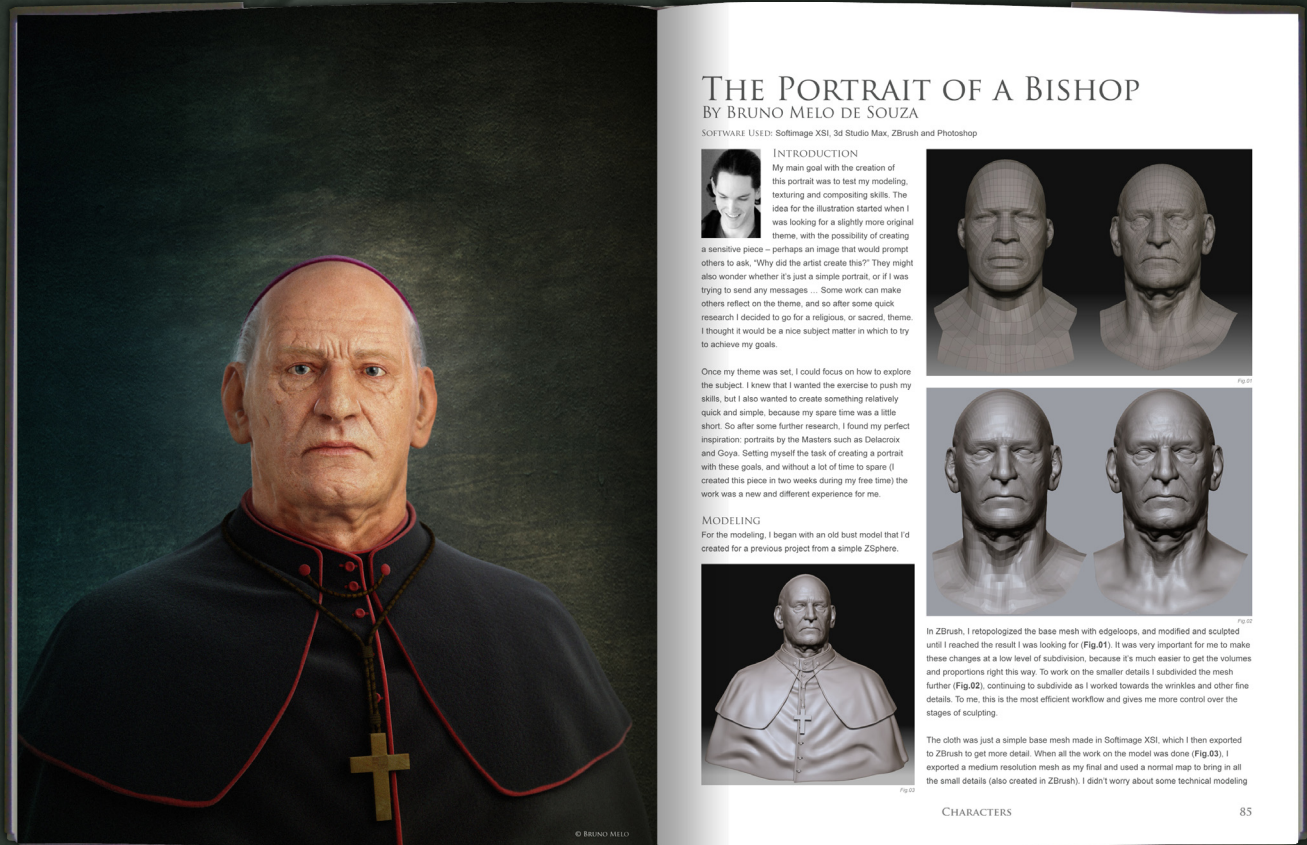 © Bruno Melo
The Portrait of a Bishop
By Bruno Melo de Souza
Software Used: Softimage XSI, 3d Studio Max, ZBrush and Photoshop
Introduction
My main goal with the creation of
this portrait was to test my modeling,
texturing and compositing skills. The
idea for the illustration started when I
was looking for a slightly more original
theme, with the possibility of creating
a sensitive piece – perhaps an image that would prompt
others to ask, “Why did the artist create this?” They might
also wonder whether it’s just a simple portrait, or if I was
trying to send any messages … Some work can make
others reflect on the theme, and so after some quick
research I decided to go for a religious, or sacred, theme.
I thought it would be a nice subject matter in which to try
to achieve my goals.
Once my theme was set, I could focus on how to explore
the subject. I knew that I wanted the exercise to push my
skills, but I also wanted to create something relatively
quick and simple, because my spare time was a little
short. So after some further research, I found my perfect
inspiration: portraits by the Masters such as Delacroix
and Goya. Setting myself the task of creating a portrait
with these goals, and without a lot of time to spare (I
created this piece in two weeks during my free time) the
work was a new and different experience for me.
Modeling
For the modeling, I began with an old bust model that I’d
created for a previous project from a simple ZSphere.
Fig.03
Fig.01
Fig.02
In ZBrush, I retopologized the base mesh with edgeloops, and modified and sculpted
until I reached the result I was looking for (Fig.01). It was very important for me to make
these changes at a low level of subdivision, because it’s much easier to get the volumes
and proportions right this way. To work on the smaller details I subdivided the mesh
further (Fig.02), continuing to subdivide as I worked towards the wrinkles and other fine
details. To me, this is the most efficient workflow and gives me more control over the
stages of sculpting.
The cloth was just a simple base mesh made in Softimage XSI, which I then exported
to ZBrush to get more detail. When all the work on the model was done (Fig.03), I
exported a medium resolution mesh as my final and used a normal map to bring in all
the small details (also created in ZBrush). I didn’t worry about some technical modeling
Characters
85